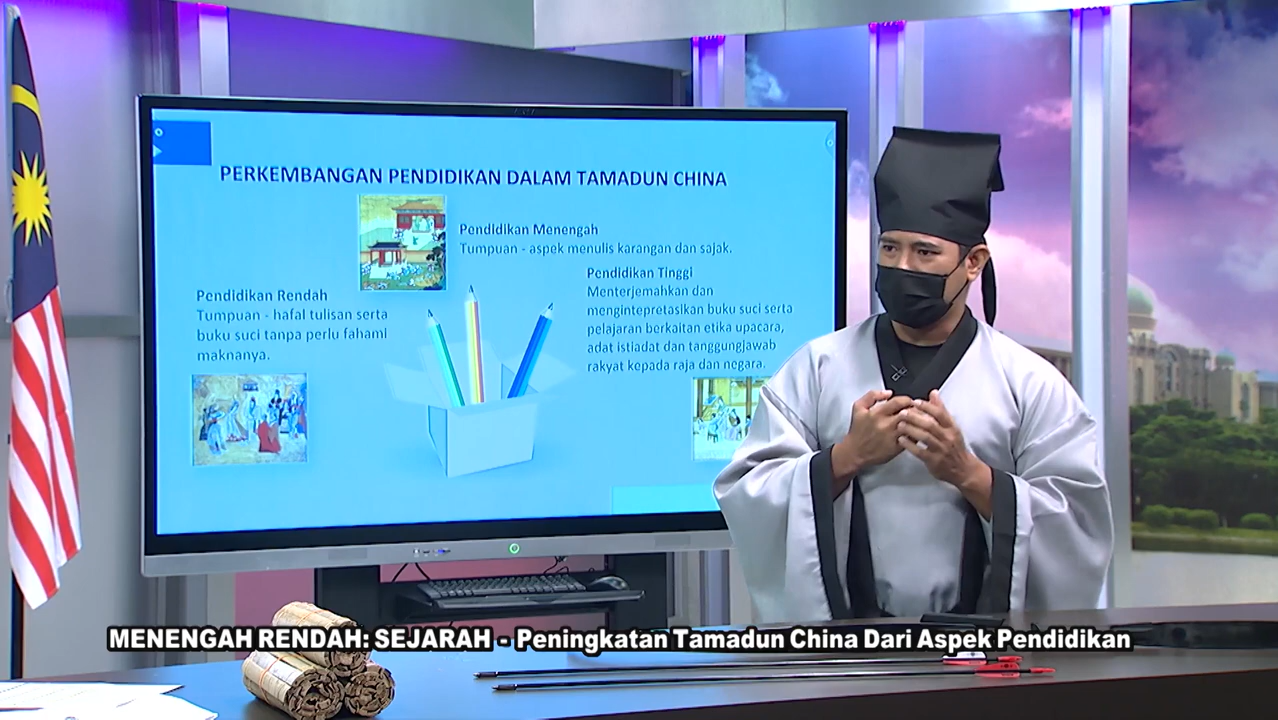 PERKEMBANGAN PENDIDIKAN DALAM TAMADUN CHINA
Pendidikan Menengah
Tumpuan - aspek menulis karangan dan sajak.
Pendidikan Tinggi
Menterjemahkan dan
mengintepretasikan buku suci serta
pelajaran berkaitan etika upacara,
adat istiadat dan tanggungjawab
rakyat kepada raja dan negara.
Pendidikan Rendah
Tumpuan - hafal tulisan serta
buku suci tanpa perlu fahami
maknanya.
MENENGAH RENDAH: SEJARAH - Peningkatan Tamadun China Dari Aspek Pendidikan